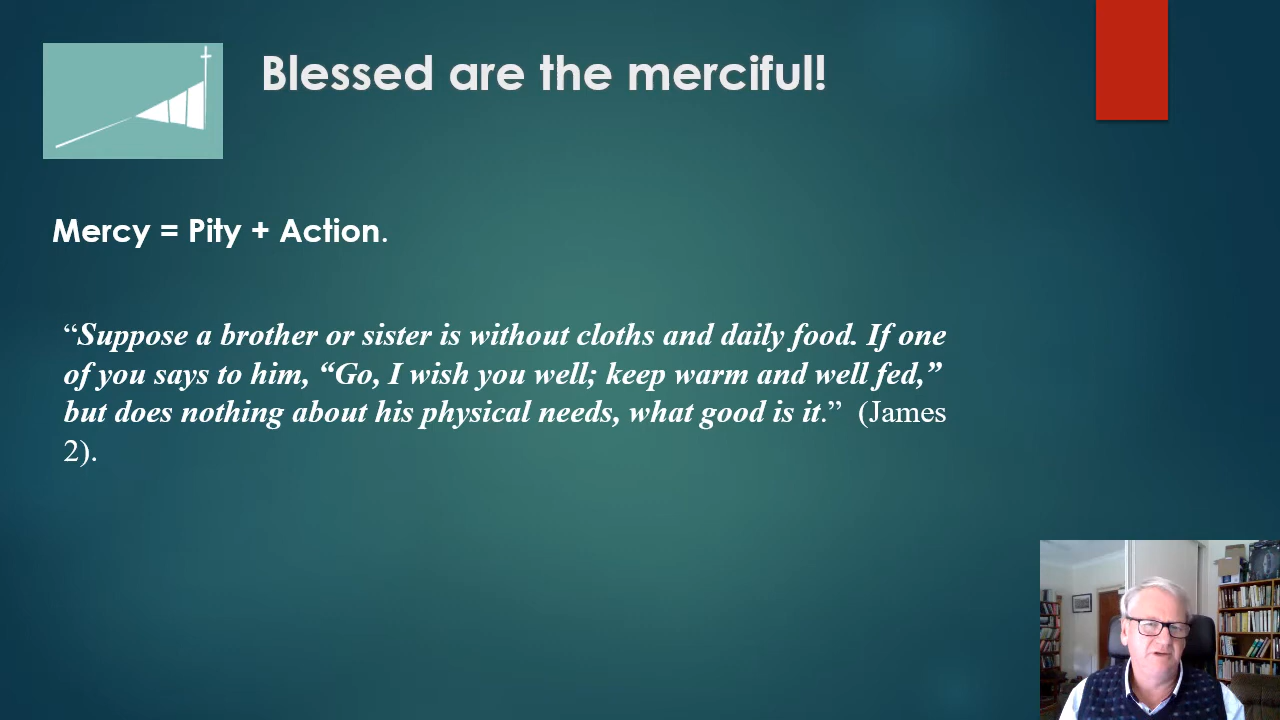 Blessed are the merciful!
Mercy = Pity + Action.
“Suppose a brother or sister is without cloths and daily food. If one
of you says to him, “Go, I wish you well; keep warm and well fed,”
but does nothing about his physical needs, what good is it.” (James
2).